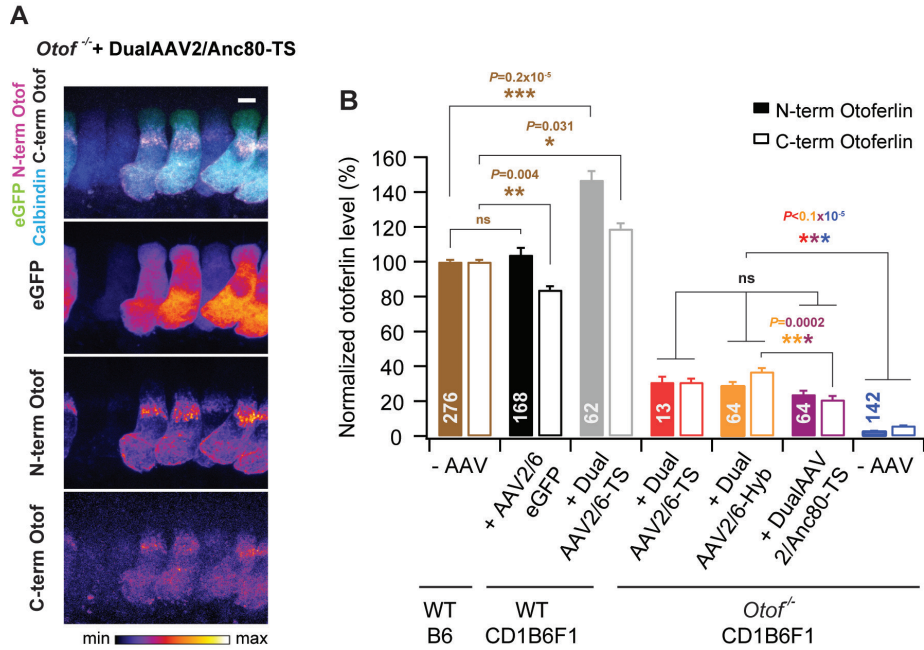 A
Otof -/- + DualAAV2/Anc80-TS
eGFP N-term Otof
Calbindin C-term Otof
eGFP
N-term Otof
C-term Otof
min
max
B
N-term Otoferlin
C-term Otoferlin
Normalized otoferlin level (%)
160
140
120
100
80
60
40
20
0
P=0.2x10-5
***
P=0.031
*
P=0.004
**
ns
P<0.1x10-5
***
ns
P=0.0002
***
276
168
62
13
64
64
142
- AAV
+ AAV2/6
eGFP
+ Dual
AAV2/6-TS
+ Dual
AAV2/6-TS
+ Dual
AAV2/6-Hyb
+ DualAAV
2/Anc80-TS
- AAV
WT
B6
WT
CD1B6F1
Otof-/-
CD1B6F1